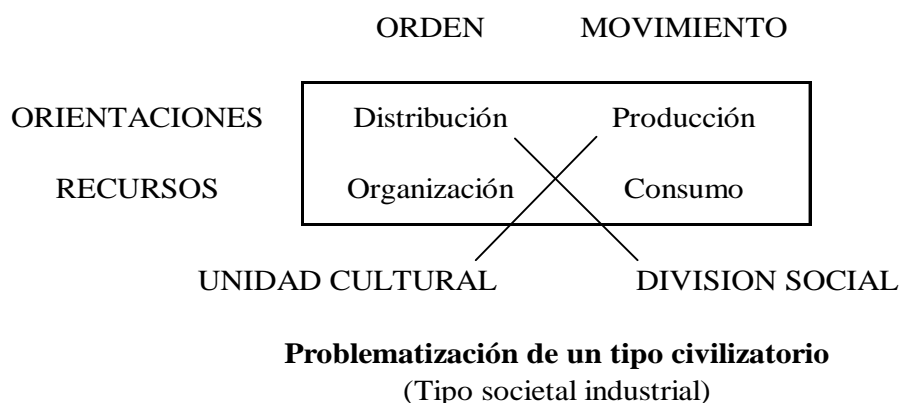 ORDEN MOVIMIENTO
ORIENTACIONES Distribución Producción
RECURSOS Organización Consumo
UNIDAD CULTURAL DIVISION SOCIAL
Problematización de un tipo civilizatorio
(Tipo societal industrial)